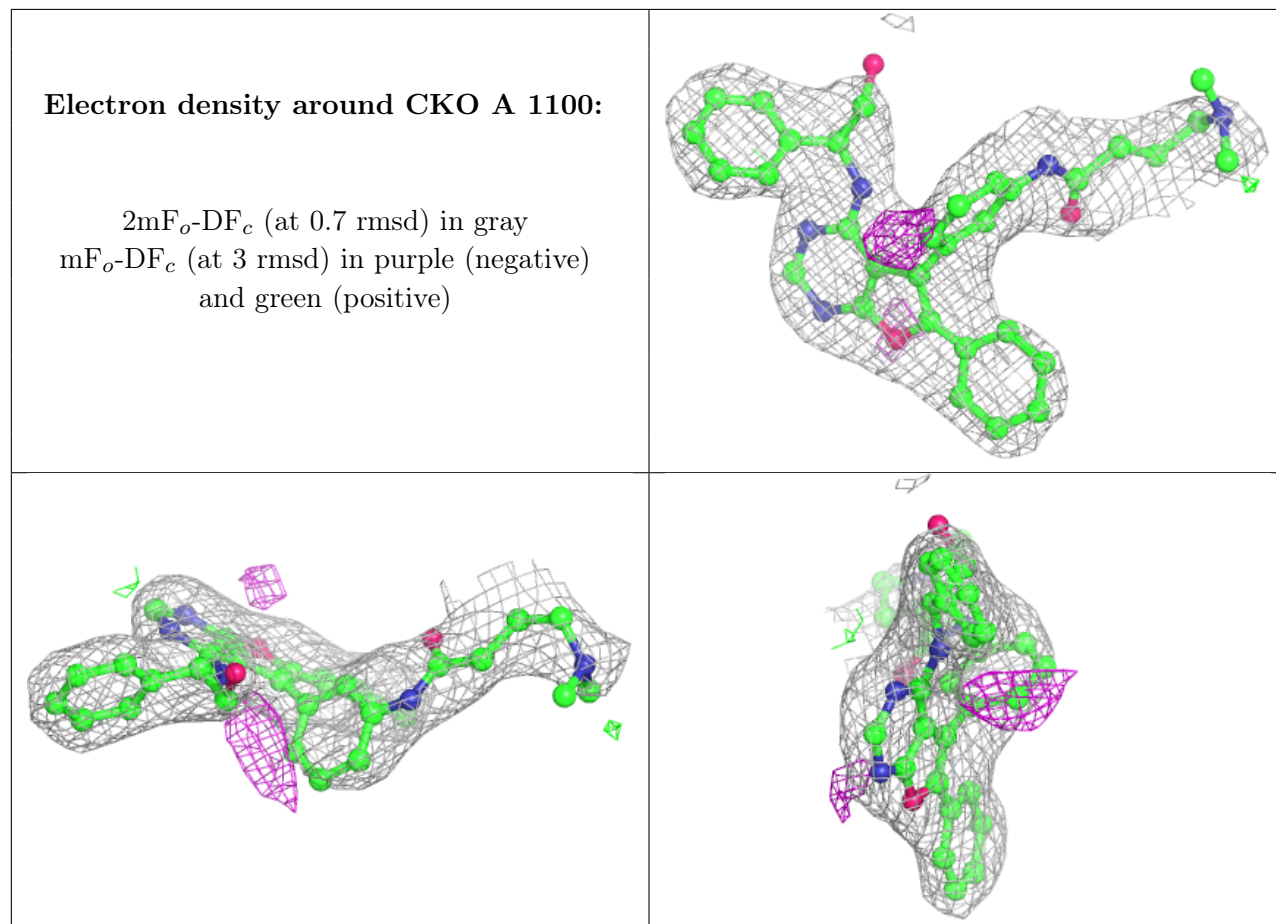 Electron density around CKO A 1100:
2mFₒ-DF𝒸 (at 0.7 rmsd) in gray
mFₒ-DF𝒸 (at 3 rmsd) in purple (negative)
and green (positive)